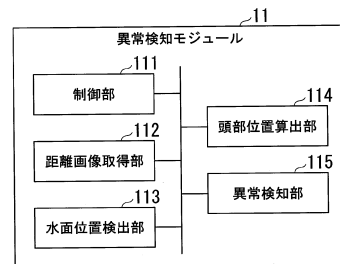 11
異常検知モジュール
111
制御部
112
距離画像取得部
113
水面位置検出部
114
頭部位置算出部
115
異常検知部